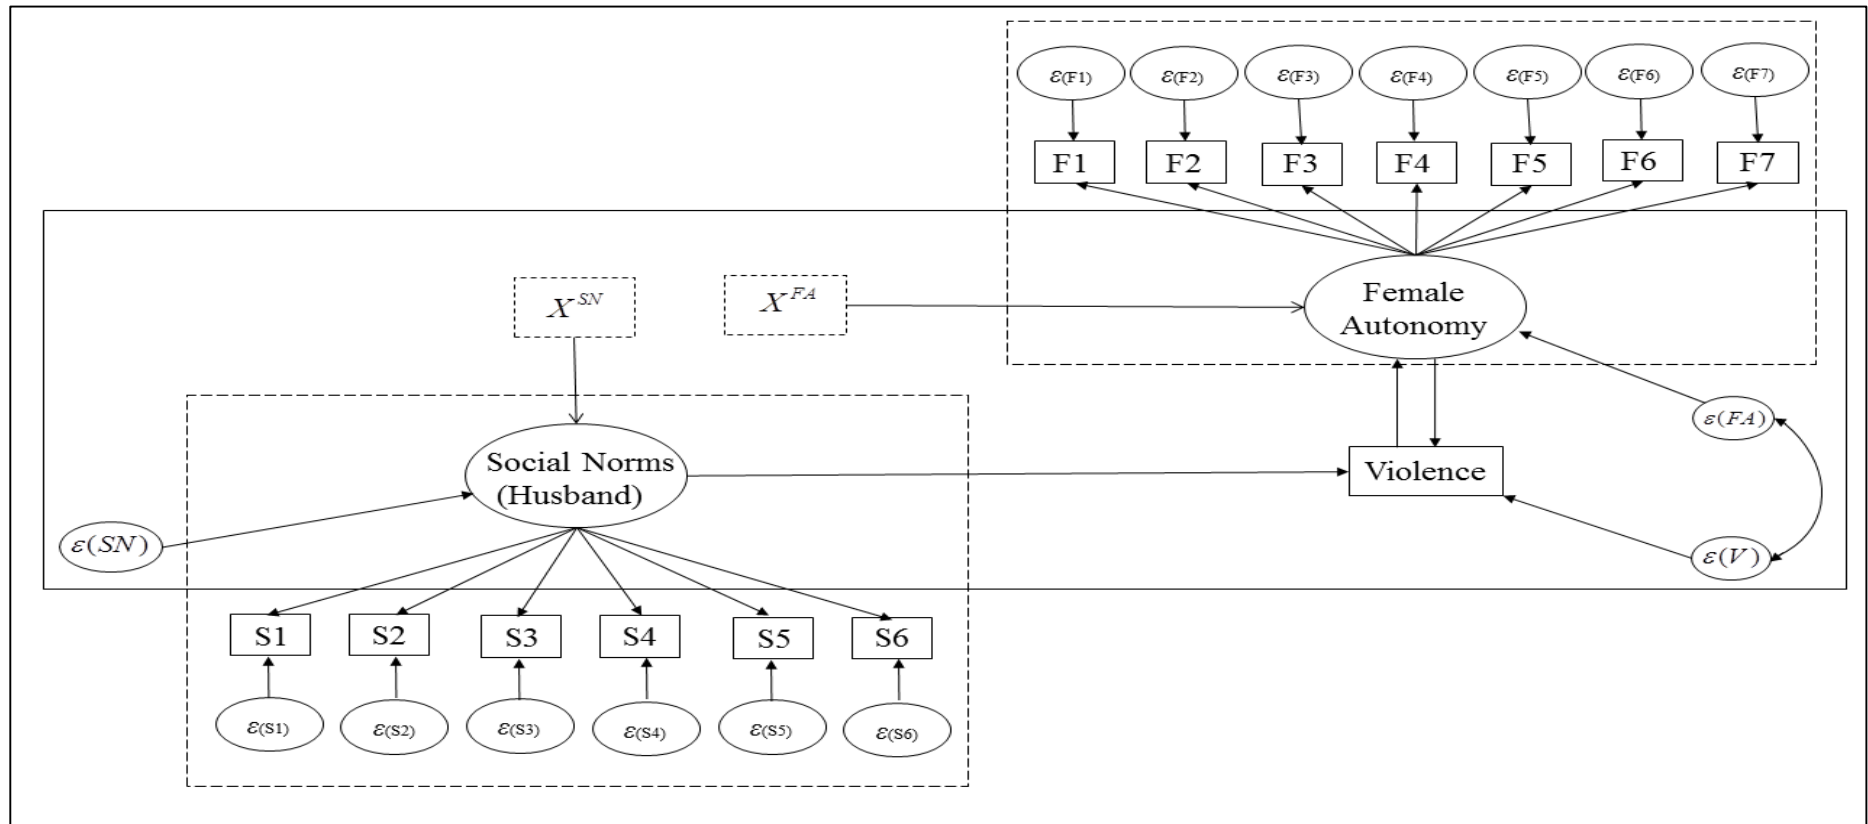 ε(F1) ε(F2) ε(F3) ε(F4) ε(F5) ε(F6) ε(F7)
F1 F2 F3 F4 F5 F6 F7
X^SN X^FA
Female
Autonomy
ε(FA)
Social Norms
(Husband)
Violence
ε(SN)
ε(V)
S1 S2 S3 S4 S5 S6
ε(S1) ε(S2) ε(S3) ε(S4) ε(S5) ε(S6)